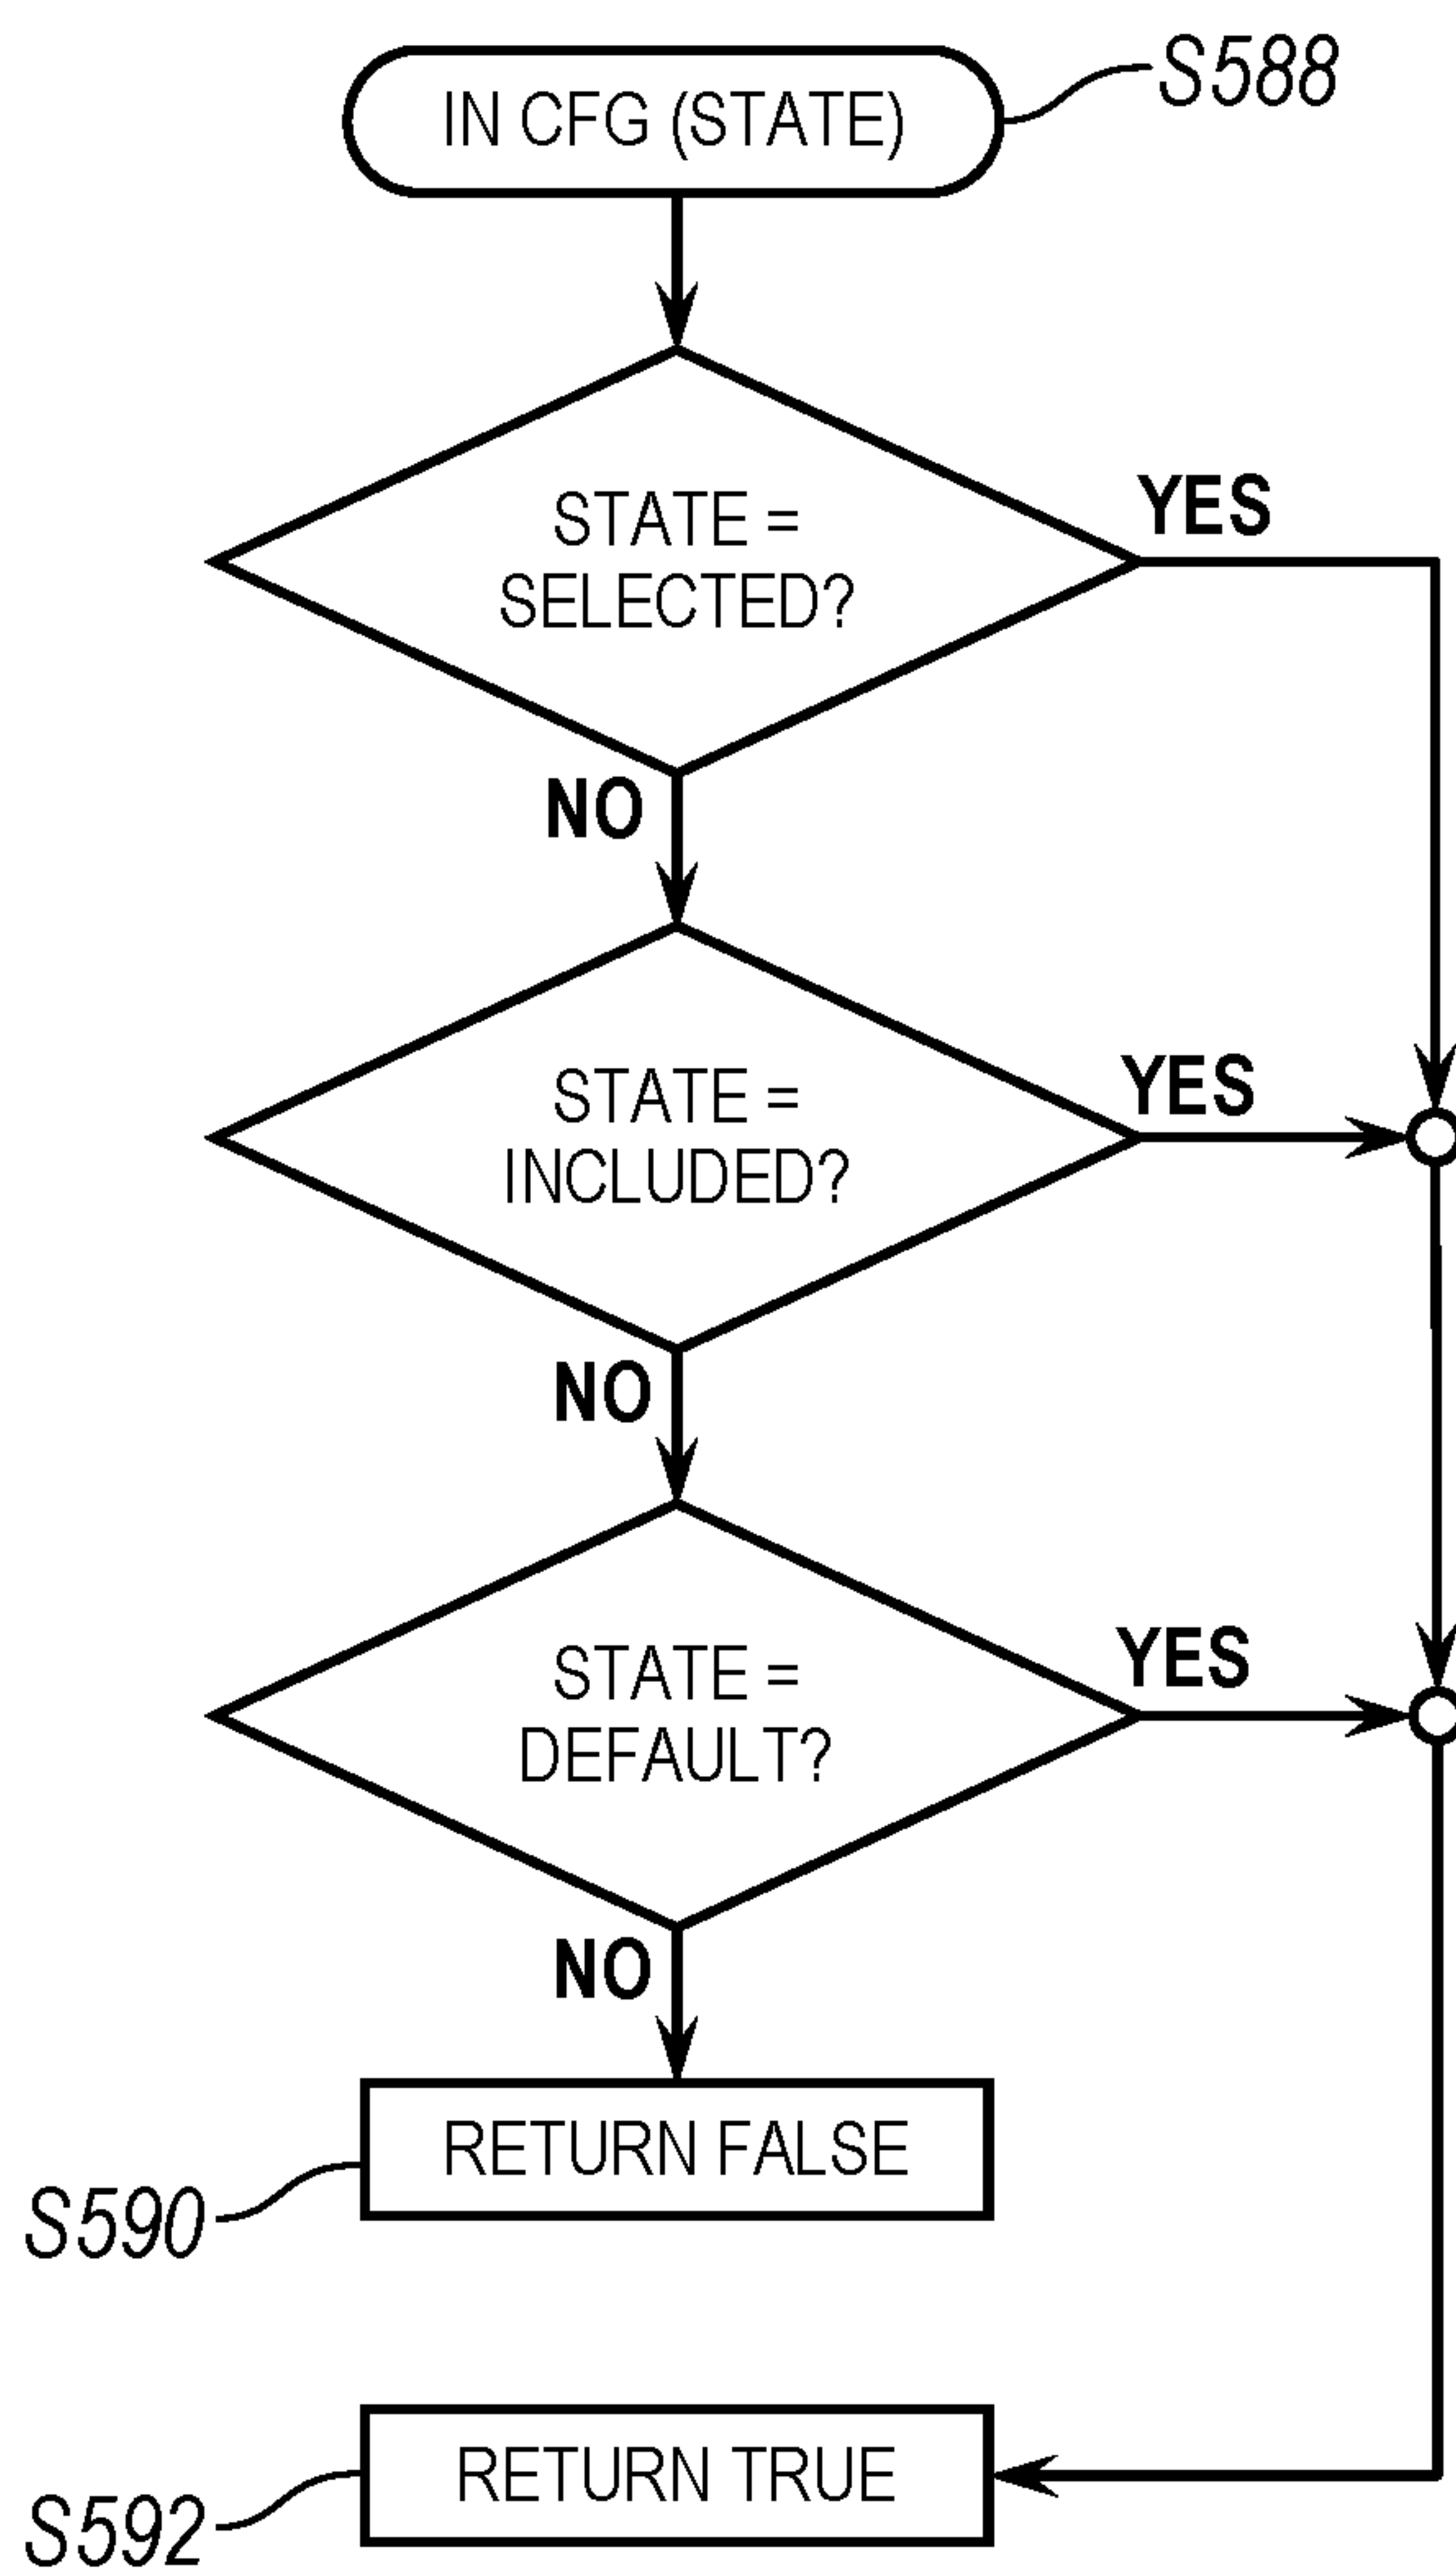 IN CFG (STATE)
S588
STATE =
SELECTED?
YES
NO
STATE =
INCLUDED?
YES
NO
STATE =
DEFAULT?
YES
NO
RETURN FALSE
S590
RETURN TRUE
S592